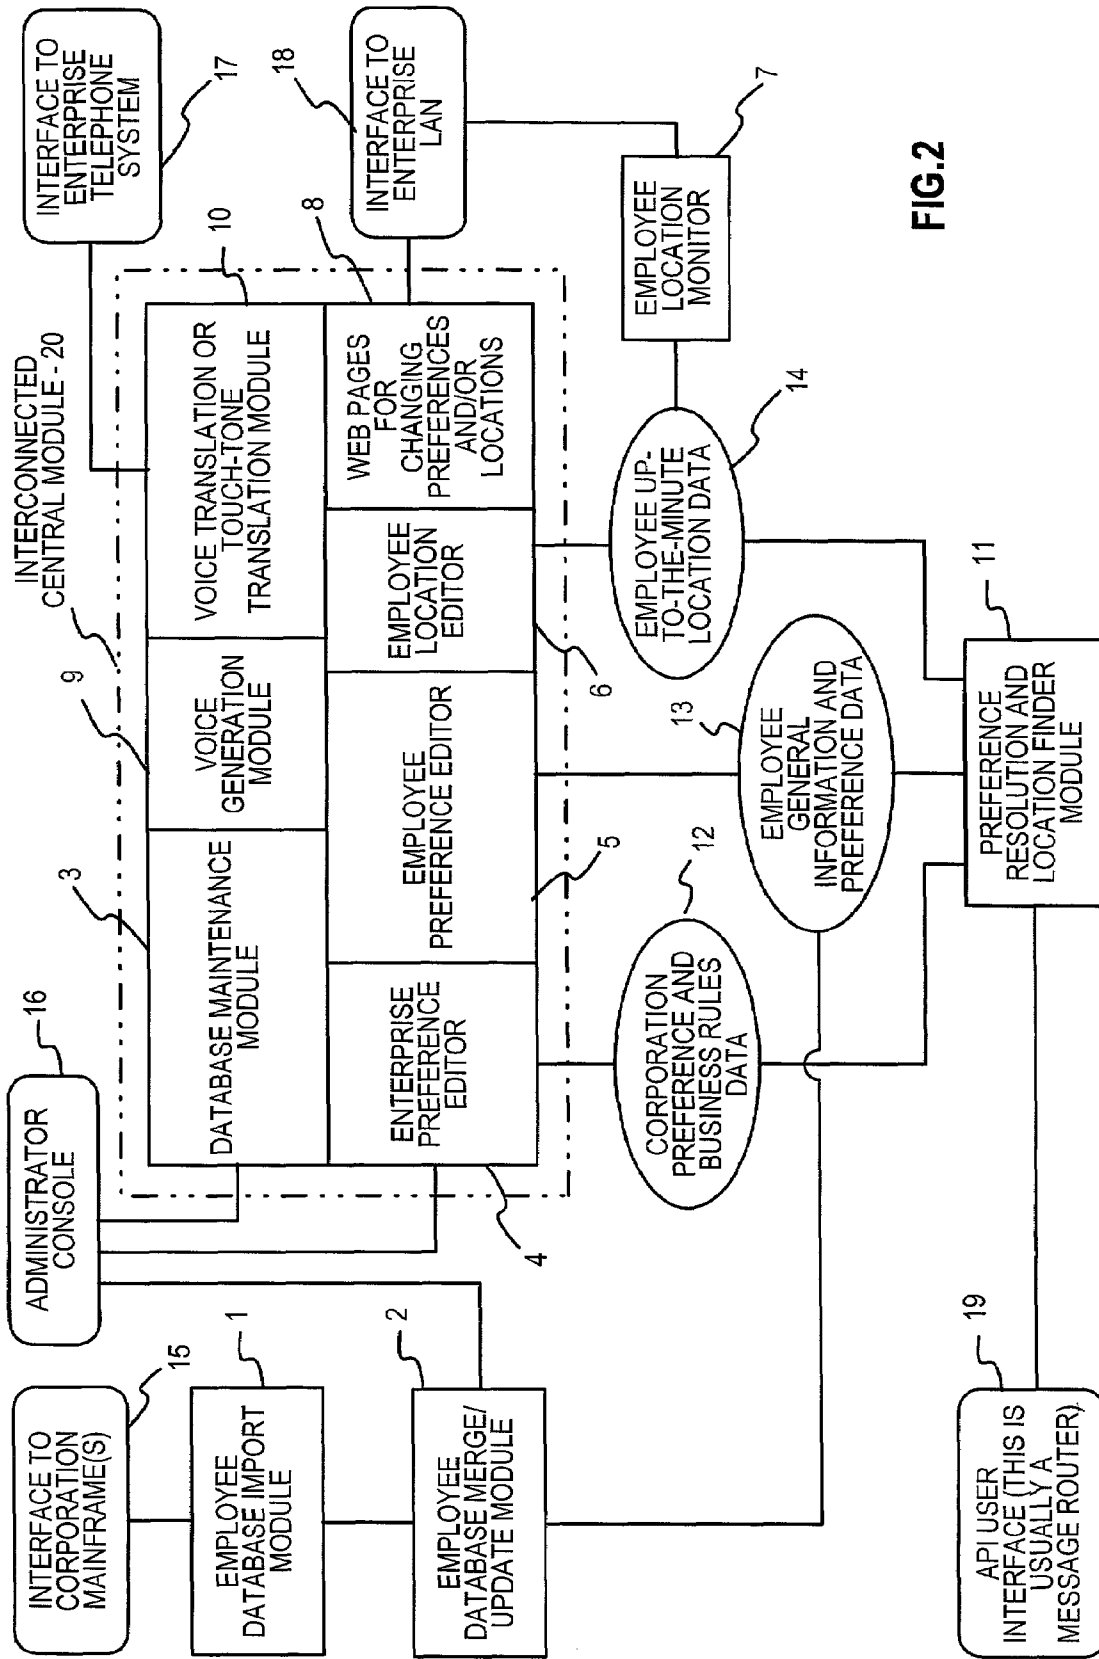 INTERFACE TO
CORPORATION
MAINFRAME(S)
15
EMPLOYEE
DATABASE IMPORT
MODULE
1
EMPLOYEE
DATABASE MERGE/
UPDATE MODULE
2
ADMINISTRATOR
CONSOLE
16
INTERCONNECTED
CENTRAL MODULE - 20
DATABASE MAINTENANCE
MODULE
3
VOICE
GENERATION
MODULE
9
VOICE TRANSLATION OR
TOUCH-TONE
TRANSLATION MODULE
10
ENTERPRISE
PREFERENCE
EDITOR
4
EMPLOYEE
PREFERENCE EDITOR
5
EMPLOYEE
LOCATION
EDITOR
6
WEB PAGES
FOR
CHANGING
PREFERENCES
AND/OR
LOCATIONS
8
INTERFACE TO
ENTERPRISE
TELEPHONE
SYSTEM
17
INTERFACE TO
ENTERPRISE
LAN
18
EMPLOYEE
LOCATION
MONITOR
7
CORPORATION
PREFERENCE AND
BUSINESS RULES
DATA
12
EMPLOYEE
GENERAL
INFORMATION AND
PREFERENCE DATA
13
EMPLOYEE UP-
TO-THE-MINUTE
LOCATION DATA
14
API USER
INTERFACE (THIS IS
USUALLY A
MESSAGE ROUTER).
19
PREFERENCE
RESOLUTION AND
LOCATION FINDER
MODULE
11
FIG.2